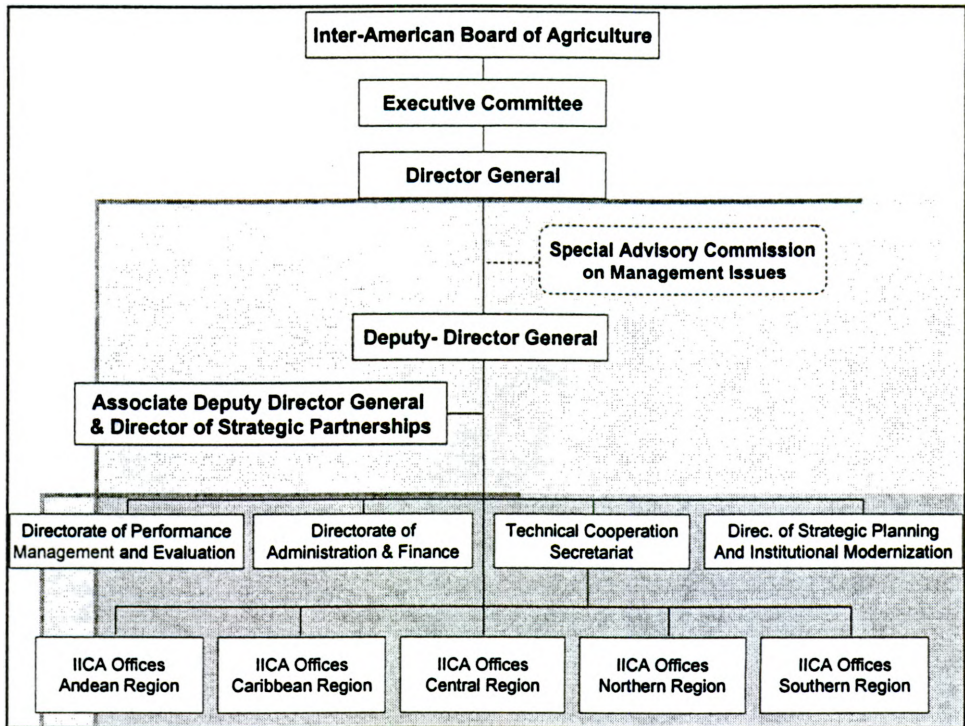 Inter-American Board of Agriculture
Executive Committee
Director General
Special Advisory Commission
on Management Issues
Deputy- Director General
Associate Deputy Director General
& Director of Strategic Partnerships
Directorate of Performance
Management and Evaluation
Directorate of
Administration & Finance
Technical Cooperation
Secretariat
Direc. of Strategic Planning
And Institutional Modernization
IICA Offices
Andean Region
IICA Offices
Caribbean Region
IICA Offices
Central Region
IICA Offices
Northern Region
IICA Offices
Southern Region